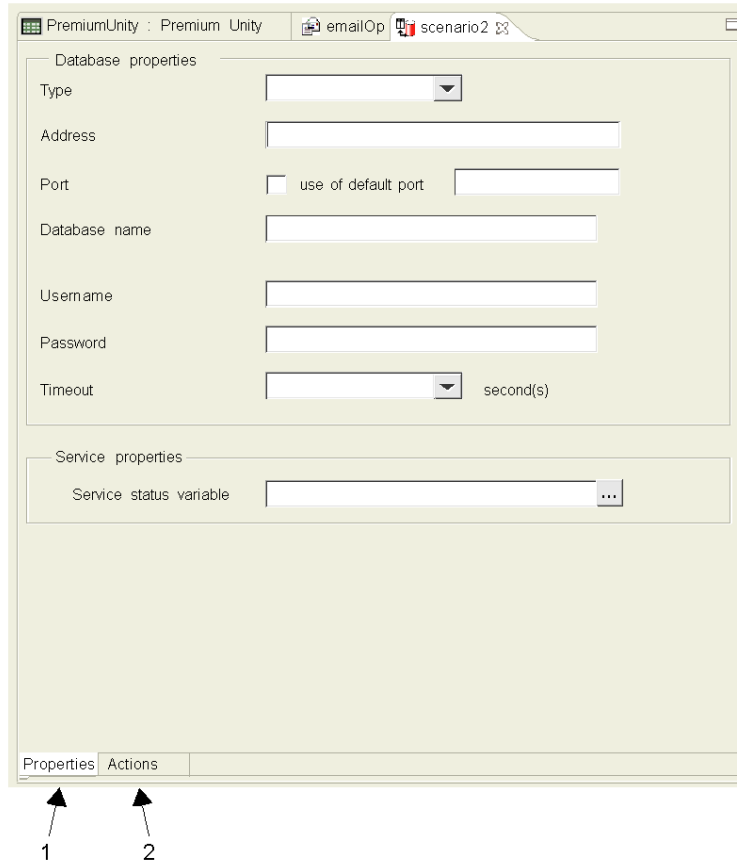 PremiumUnity : Premium Unity emailOp scenario2
Database properties
Type
Address
Port use of default port
Database name
Username
Password
Timeout second(s)
Service properties
Service status variable ...
Properties Actions
1 2